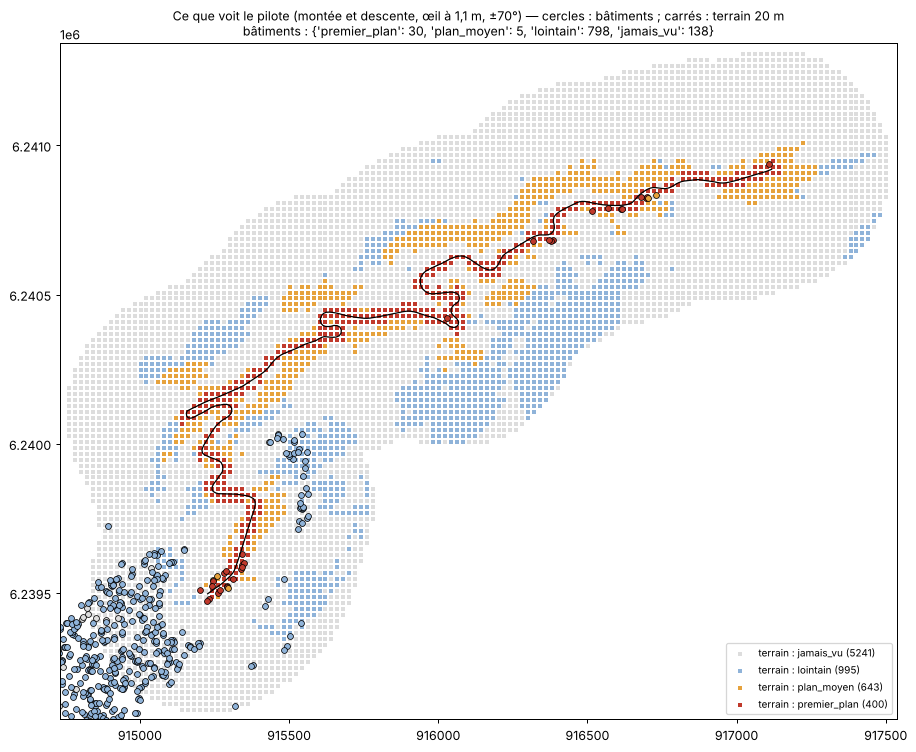 Ce que voit le pilote (montée et descente, œil à 1,1 m, ±70°) — cercles : bâtiments ; carrés : terrain 20 m
bâtiments : {'premier_plan': 30, 'plan_moyen': 5, 'lointain': 798, 'jamais_vu': 138}
1e6
6.2410
6.2405
6.2400
6.2395
terrain : jamais_vu (5241)
terrain : lointain (995)
terrain : plan_moyen (643)
terrain : premier_plan (400)
915000
915500
916000
916500
917000
917500